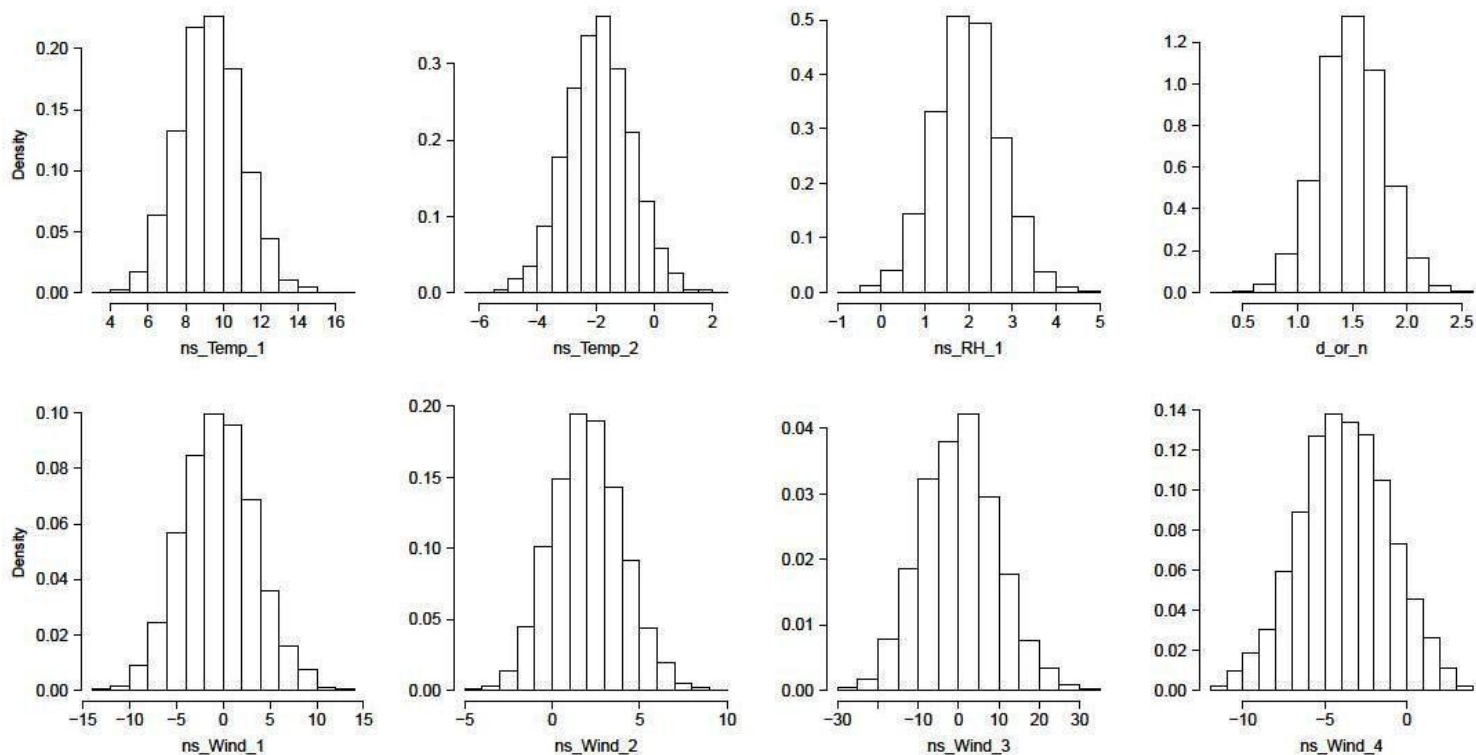 Density
0.00 0.05 0.10 0.15 0.20
4 6 8 10 12 14 16
ns_Temp_1
0.0 0.1 0.2 0.3
−6 −4 −2 0 2
ns_Temp_2
0.0 0.1 0.2 0.3 0.4 0.5
−1 0 1 2 3 4 5
ns_RH_1
0.0 0.2 0.4 0.6 0.8 1.0 1.2
0.5 1.0 1.5 2.0 2.5
d_or_n
Density
0.00 0.02 0.04 0.06 0.08 0.10
−15 −10 −5 0 5 10 15
ns_Wind_1
0.00 0.05 0.10 0.15 0.20
−5 0 5 10
ns_Wind_2
0.00 0.01 0.02 0.03 0.04
−30 −20 −10 0 10 20 30
ns_Wind_3
0.00 0.02 0.04 0.06 0.08 0.10 0.12 0.14
−10 −5 0
ns_Wind_4